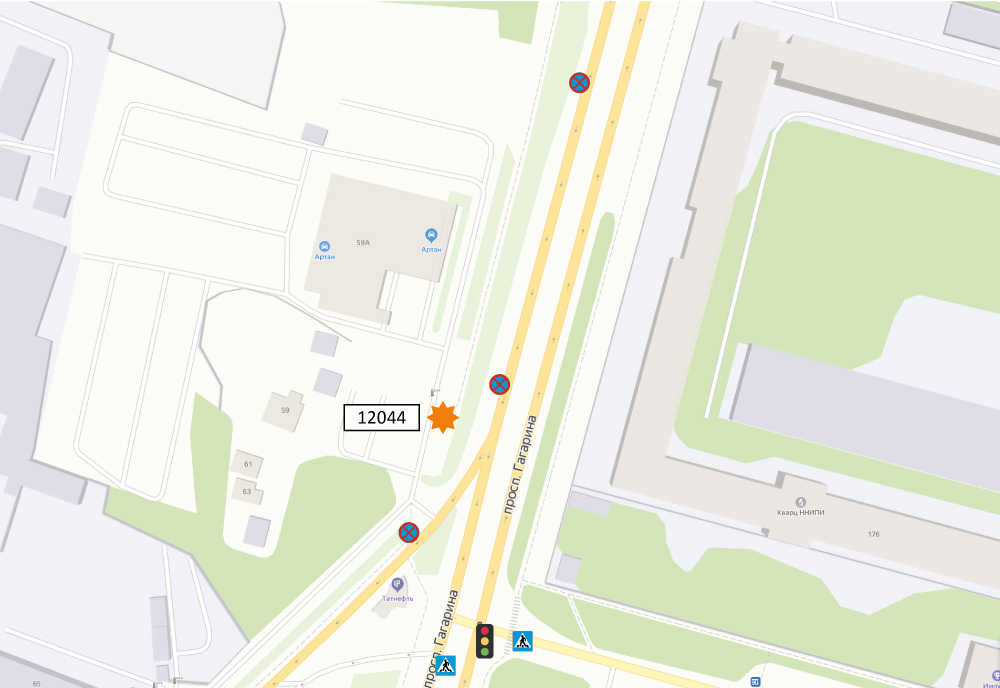 59А
Артан
Артан
12044
59
61
63
просп. Гагарина
Кварц ННИПИ
176
Татнефть
просп. Гагарина
65